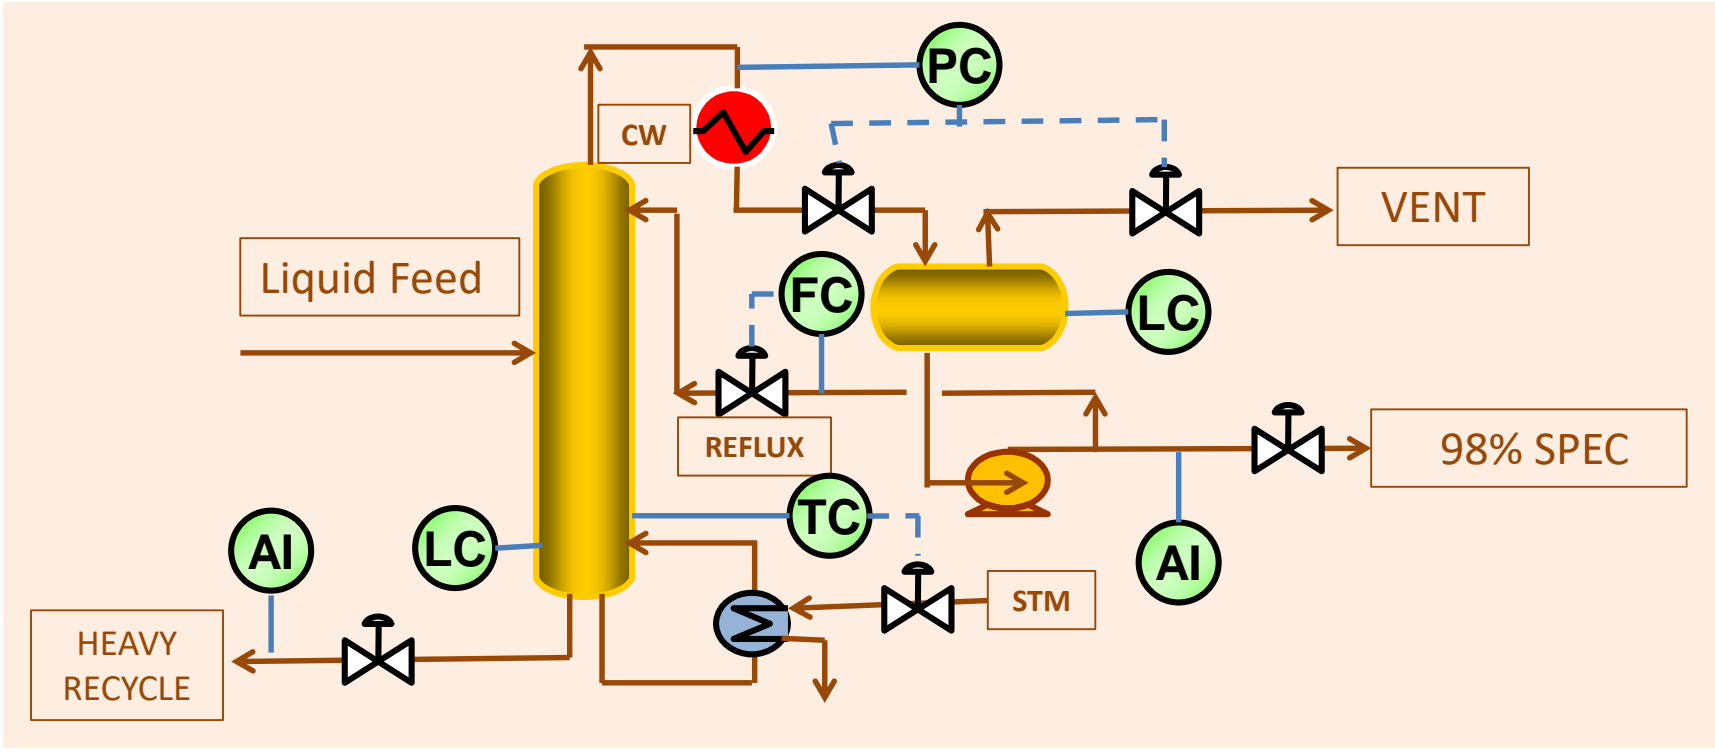 PC
CW
VENT
Liquid Feed
FC
LC
REFLUX
98% SPEC
TC
AI
LC
AI
STM
HEAVY
RECYCLE